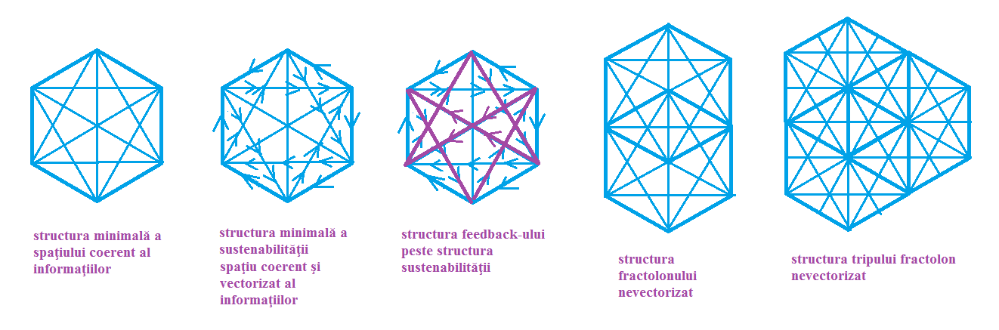 structura minimală a
spaţiului coerent al
informaţiilor
structura minimală a
sustenabilităţii
spaţiu coerent şi
vectorizat al
informaţiilor
structura feedback-ului
peste structura
sustenabilităţii
structura
fractolonului
nevectorizat
structura tripului fractolon
nevectorizat